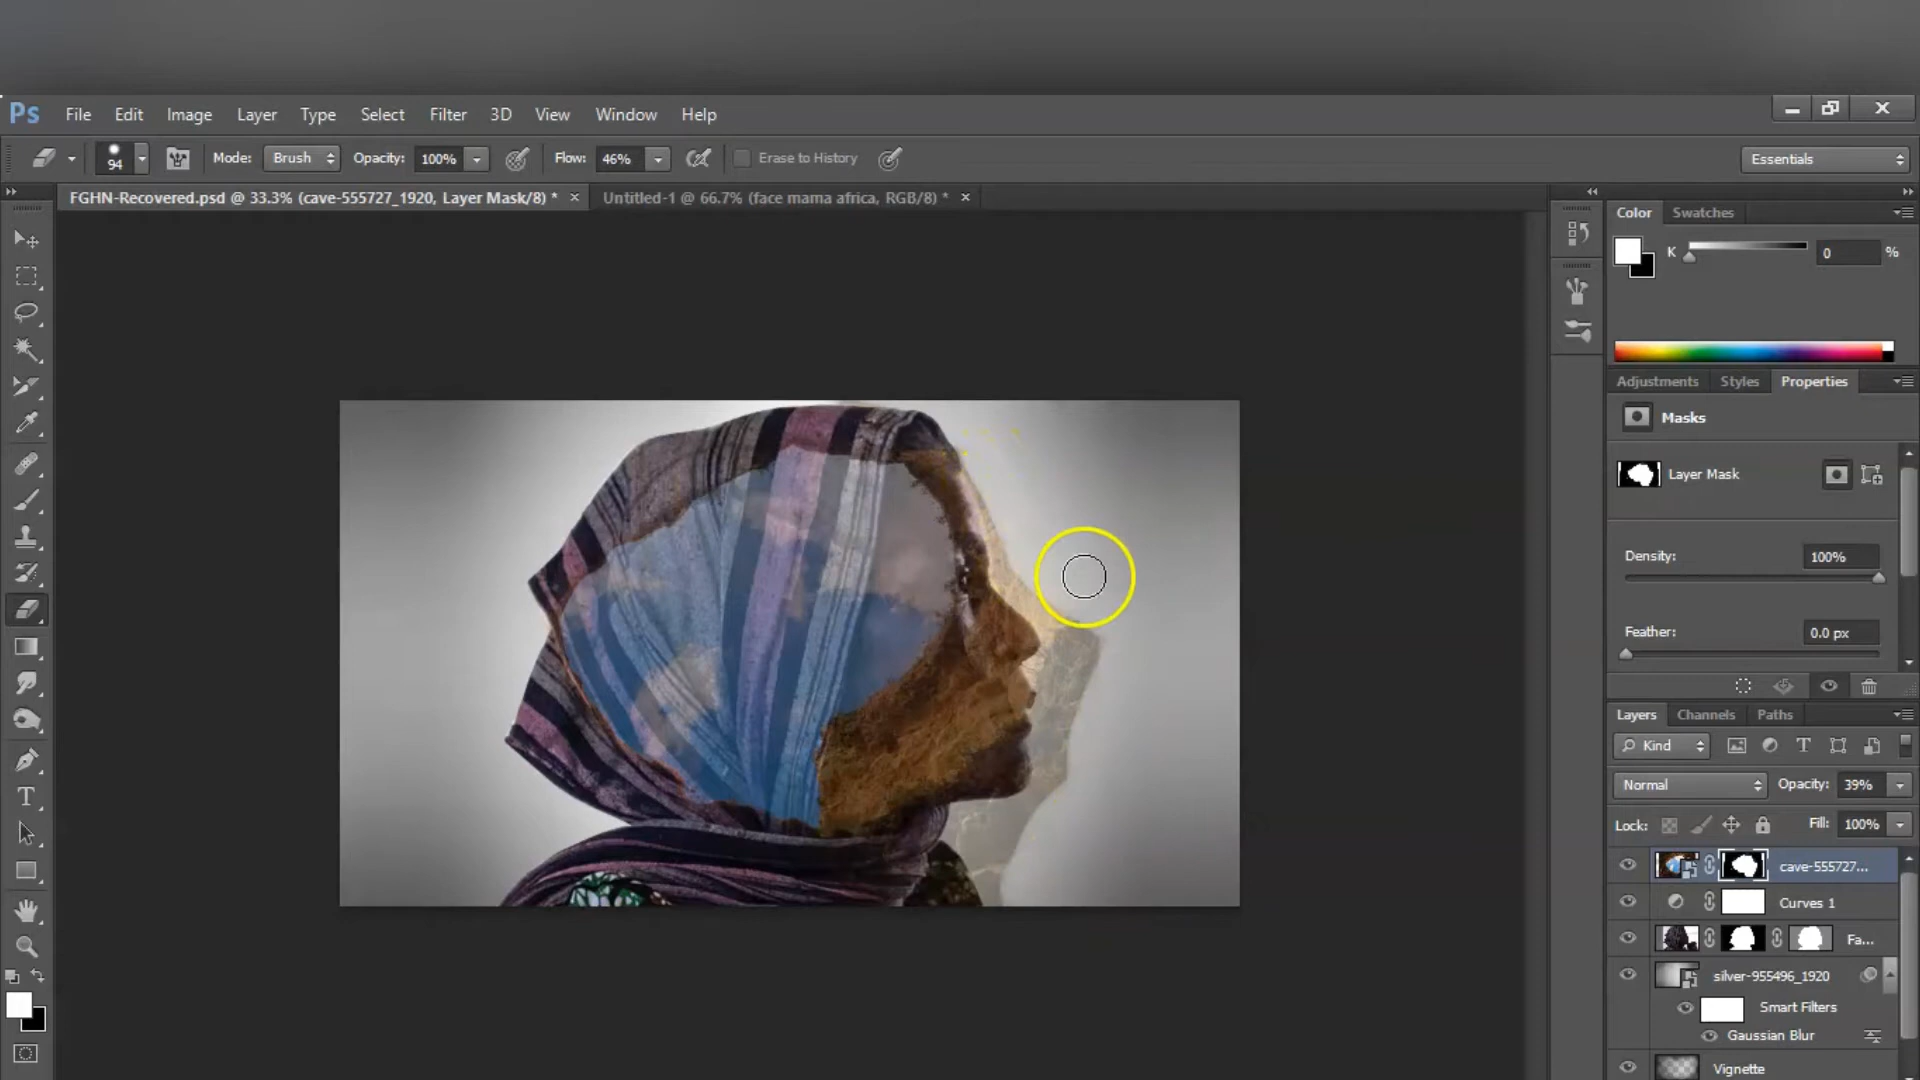 Ps File Edit Image Layer Type Select Filter 3D View Window Help
94 Mode: Brush Opacity: 100% Flow: 46% Erase to History Essentials
FGHN-Recovered.psd @ 33.3% (cave-555727_1920, Layer Mask/8) * × Untitled-1 @ 66.7% (face mama africa, RGB/8) * ×
Color Swatches
K 0 %
Adjustments Styles Properties
Masks
Layer Mask
Density: 100%
Feather: 0.0 px
Layers Channels Paths
Kind
Normal Opacity: 39%
Lock: Fill: 100%
cave-555727...
Curves 1
Fa...
silver-955496_1920
Smart Filters
Gaussian Blur
Vignette